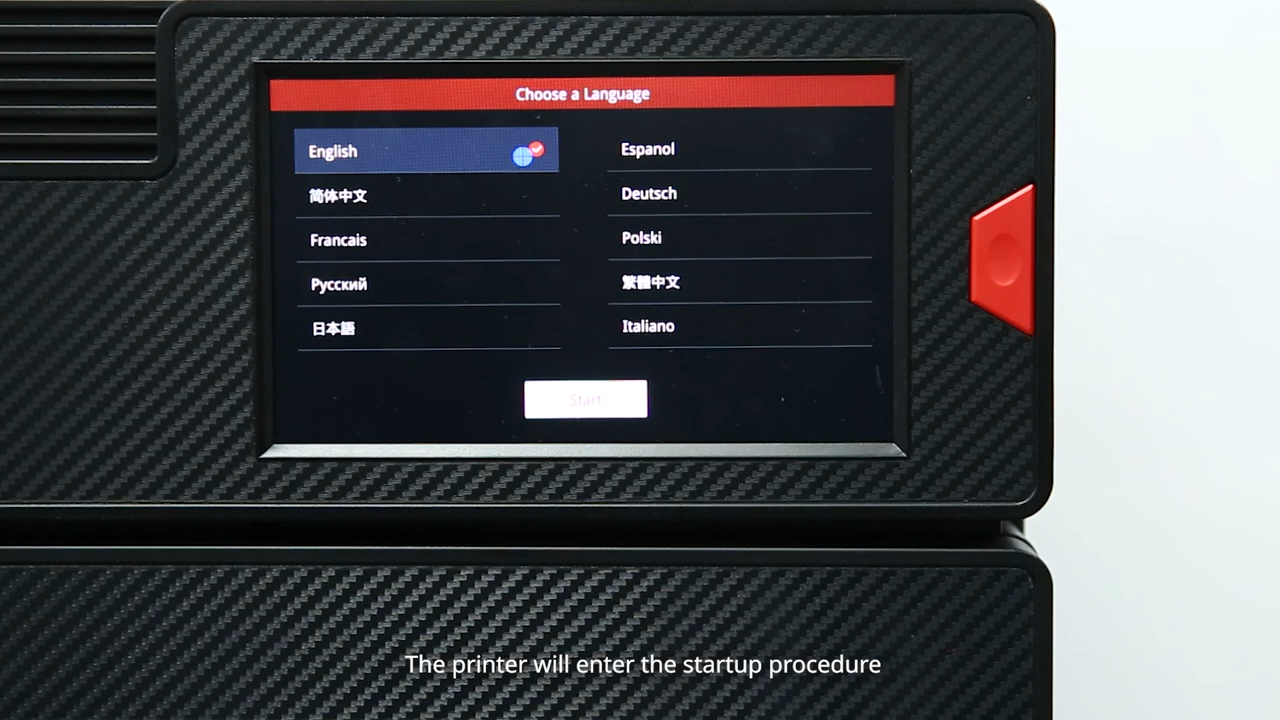 Choose a Language
English
简体中文
Francais
Русский
日本語
Espanol
Deutsch
Polski
繁體中文
Italiano
Start
The printer will enter the startup procedure